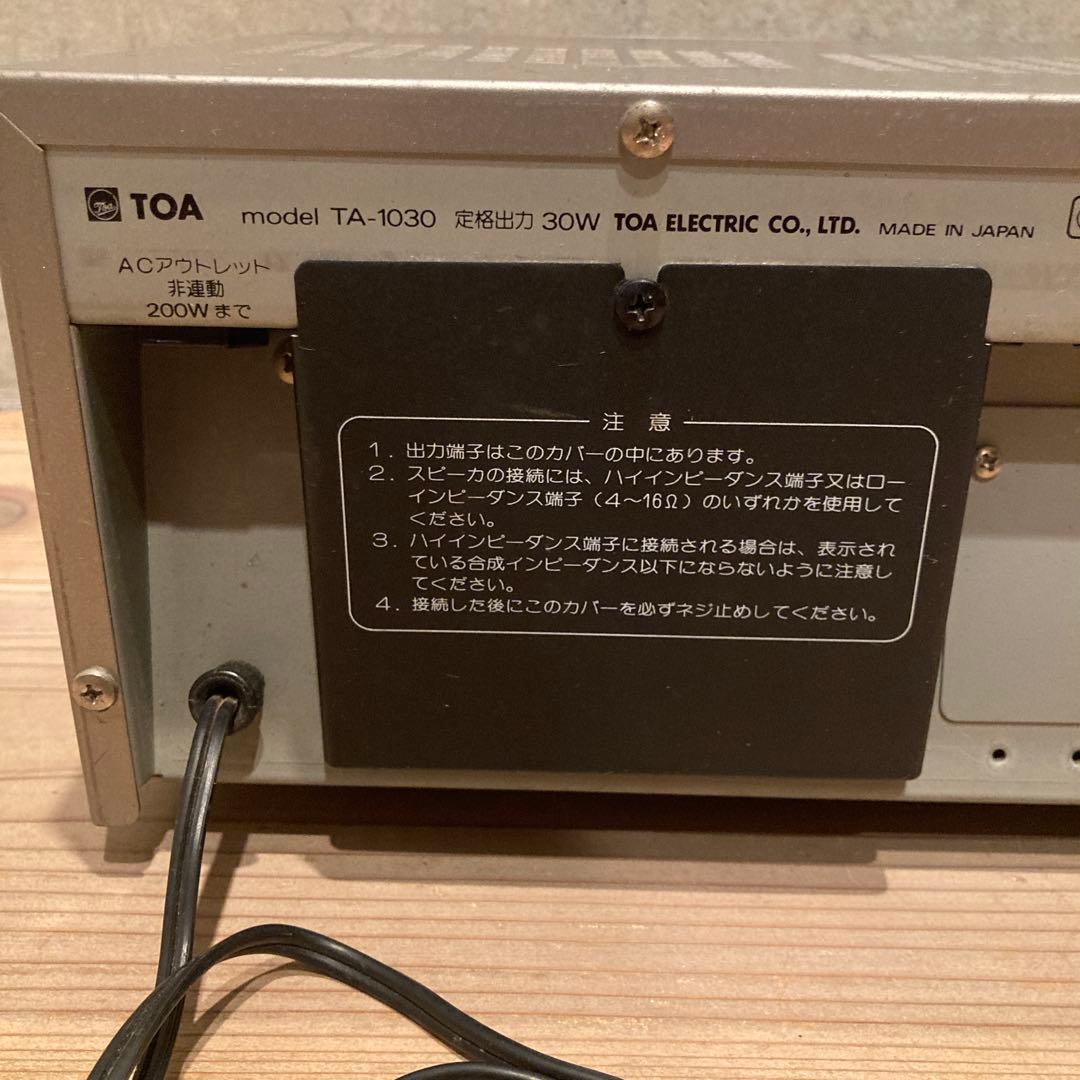 TOA model TA-1030 定格出力 30W TOA ELECTRIC CO., LTD. MADE IN JAPAN
ACアウトレット
非連動
200Wまで
注 意
1. 出力端子はこのカバーの中にあります。
2. スピーカの接続には、ハイインピーダンス端子又はロー
インピーダンス端子(4~16Ω)のいずれかを使用して
ください。
3. ハイインピーダンス端子に接続される場合は、表示され
ている合成インピーダンス以下にならないように注意し
てください。
4. 接続した後にこのカバーを必ずネジ止めしてください。